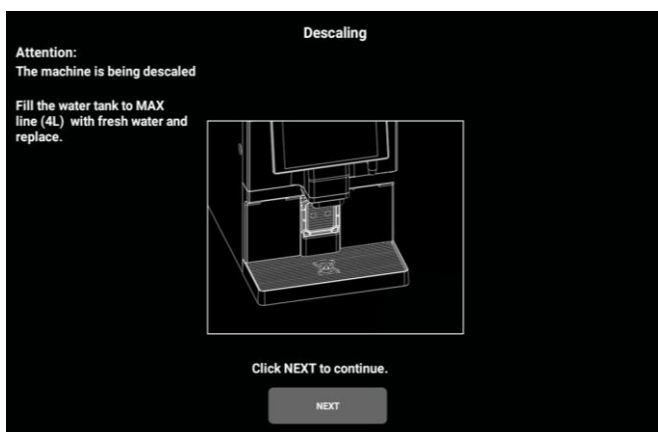 Descaling
Attention:
The machine is being descaled
Fill the water tank to MAX
line (4L) with fresh water and
replace.
Click NEXT to continue.
NEXT